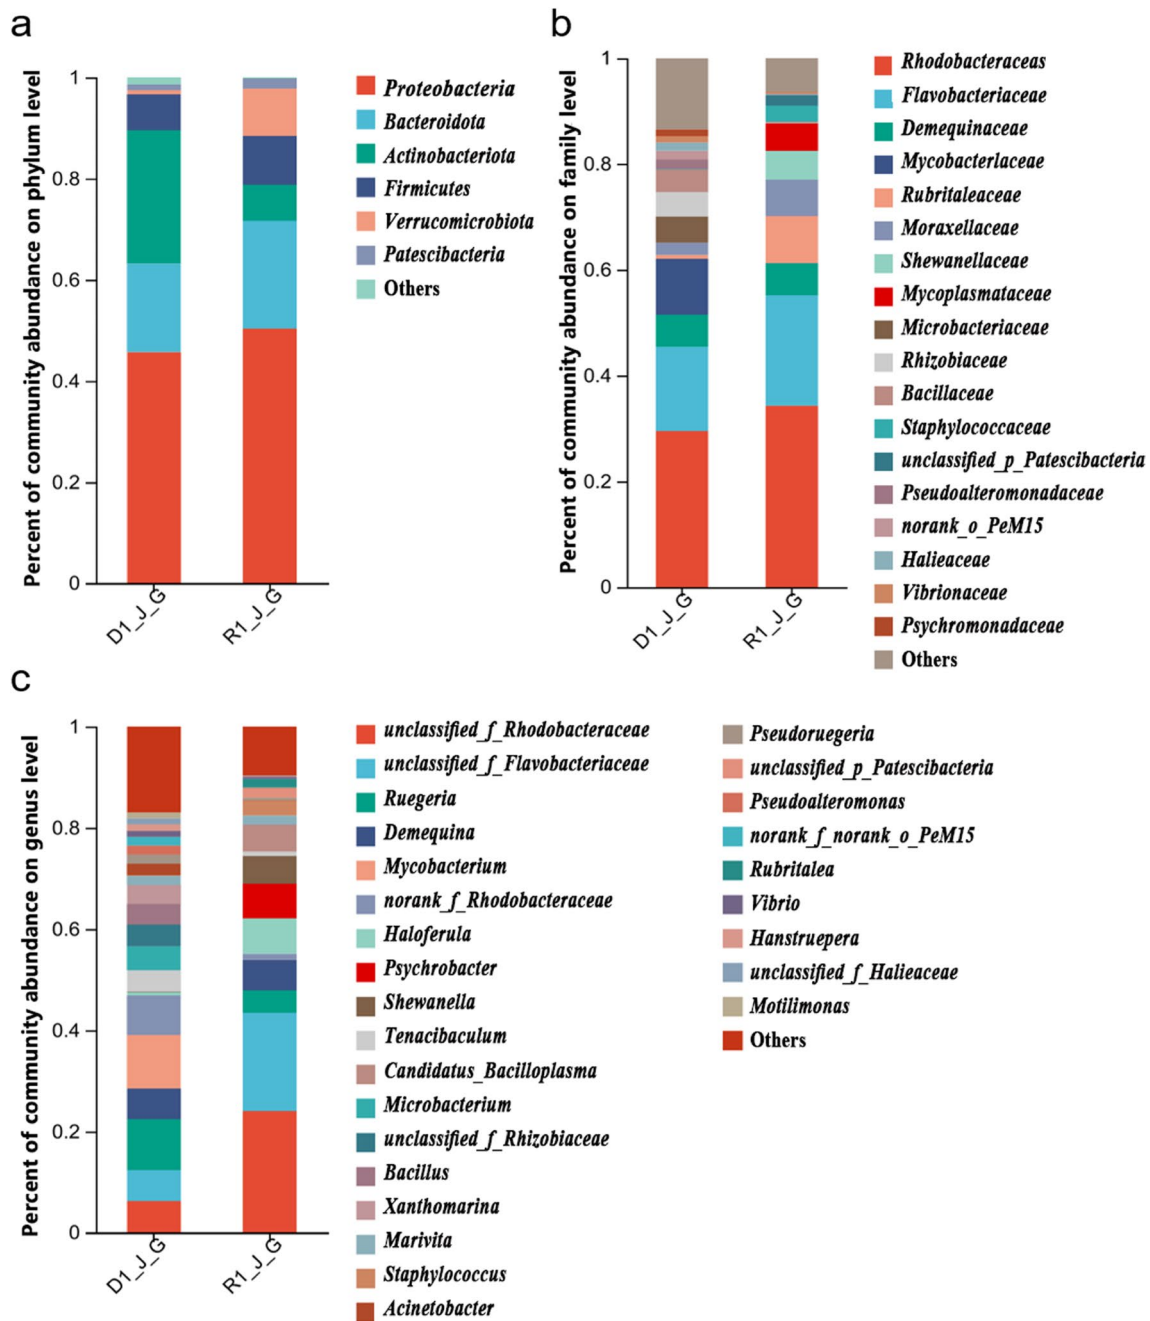 a
Percent of community abundance on phylum level
1
0.8
0.6
0.4
0.2
0
D1_J_G
R1_J_G
Proteobacteria
Bacteroidota
Actinobacteriota
Firmicutes
Verrucomicrobiota
Patescibacteria
Others
b
Percent of community abundance on family level
1
0.8
0.6
0.4
0.2
0
D1_J_G
R1_J_G
Rhodobacteraceas
Flavobacteriaceae
Demequinaceae
Mycobacterlaceae
Rubritaleaceae
Moraxellaceae
Shewanellaceae
Mycoplasmataceae
Microbacteriaceae
Rhizobiaceae
Bacillaceae
Staphylococcaceae
unclassified_p_Patescibacteria
Pseudoalteromonadaceae
norank_o_PeM15
Halieaceae
Vibrionaceae
Psychromonadaceae
Others
c
Percent of community abundance on genus level
1
0.8
0.6
0.4
0.2
0
D1_J_G
R1_J_G
unclassified_f_Rhodobacteraceae
unclassified_f_Flavobacteriaceae
Ruegeria
Demequina
Mycobacterium
norank_f_Rhodobacteraceae
Haloferula
Psychrobacter
Shewanella
Tenacibaculum
Candidatus_Bacilloplasma
Microbacterium
unclassified_f_Rhizobiaceae
Bacillus
Xanthomarina
Marivita
Staphylococcus
Acinetobacter
Pseudoruegeria
unclassified_p_Patescibacteria
Pseudoalteromonas
norank_f_norank_o_PeM15
Rubritalea
Vibrio
Hanstruepera
unclassified_f_Halieaceae
Motilimonas
Others